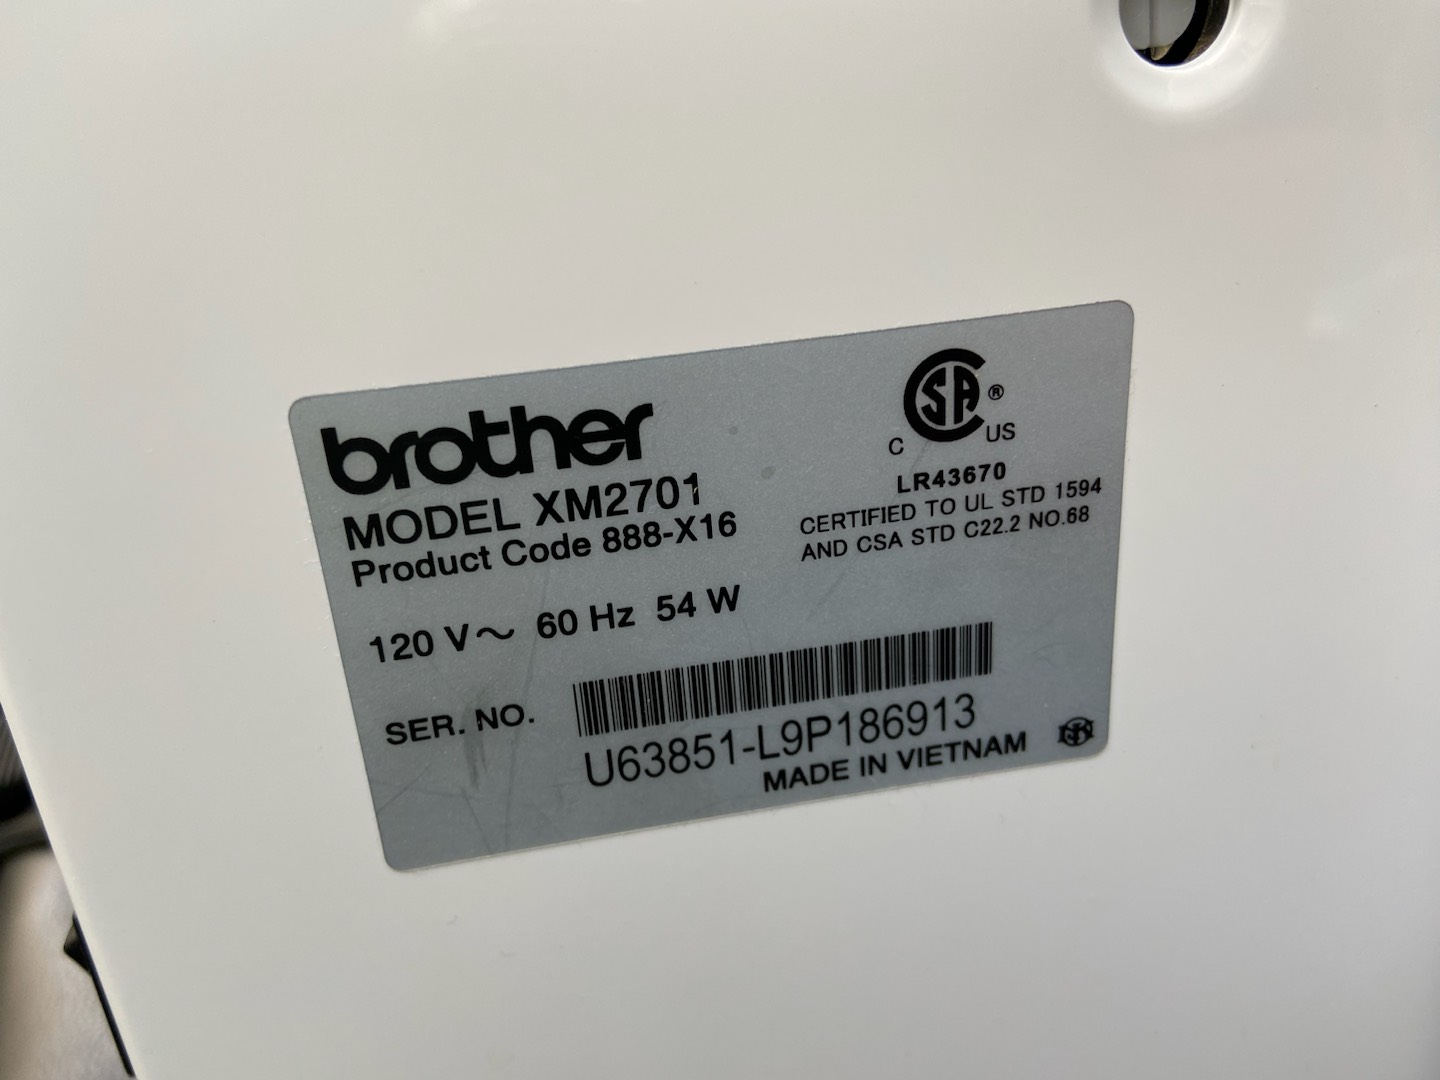 brother
MODEL XM2701
Product Code 888-X16
120 V~ 60 Hz 54 W
SER. NO.
U63851-L9P186913
MADE IN VIETNAM
CSA®
C US
LR43670
CERTIFIED TO UL STD 1594
AND CSA STD C22.2 NO.68